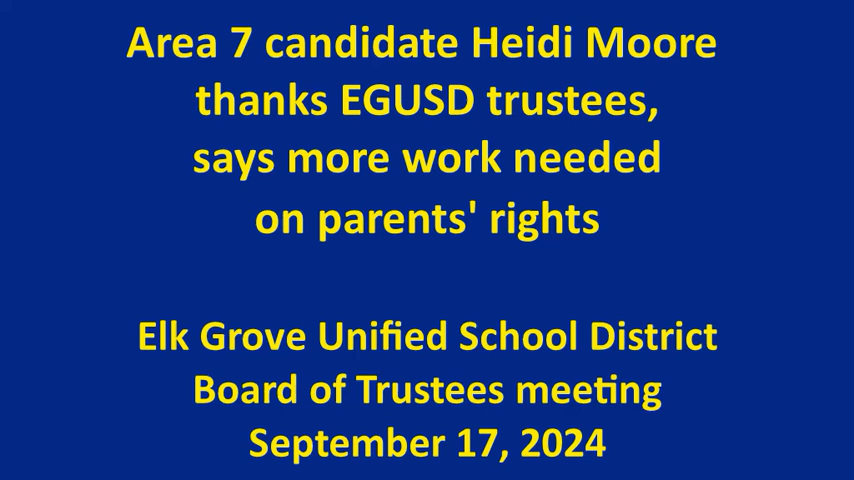 Area 7 candidate Heidi Moore
thanks EGUSD trustees,
says more work needed
on parents' rights
Elk Grove Unified School District
Board of Trustees meeting
September 17, 2024